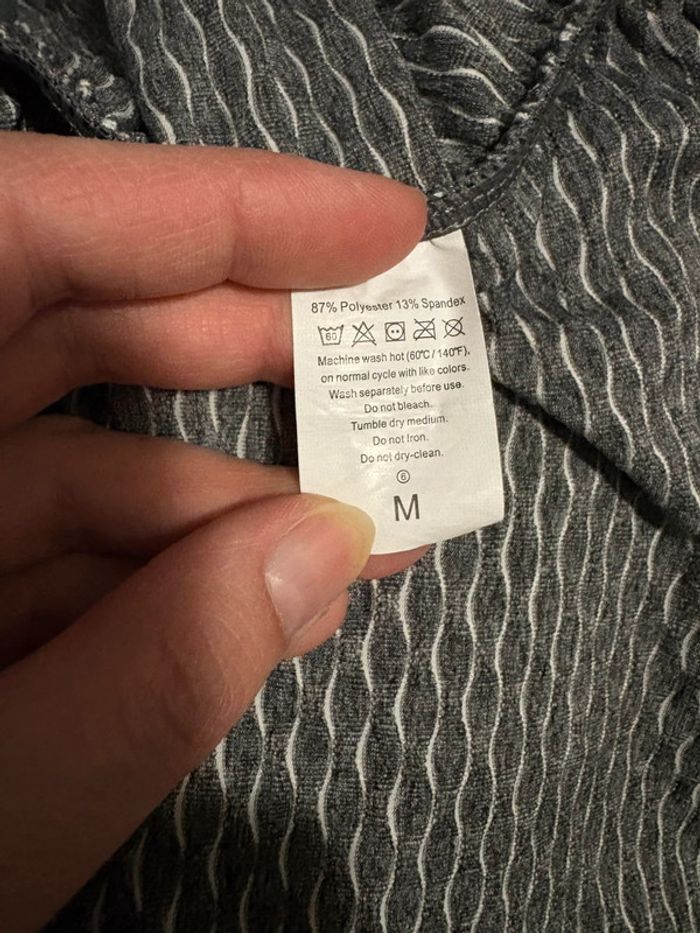 87% Polyester 13% Spandex
60
Machine wash hot (60℃/140℉),
on normal cycle with like colors.
Wash separately before use.
Do not bleach.
Tumble dry medium.
Do not Iron.
Do not dry-clean.
⑥
M